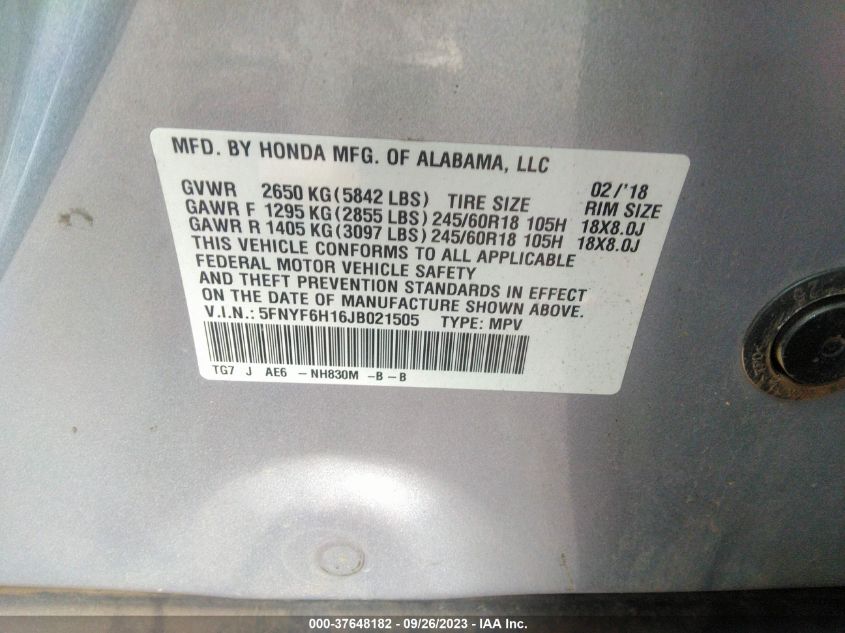 MFD. BY HONDA MFG. OF ALABAMA, LLC
02/'18
GVWR 2650 KG(5842 LBS) TIRE SIZE RIM SIZE
GAWR F 1295 KG(2855 LBS) 245/60R18 105H 18X8.0J
GAWR R 1405 KG(3097 LBS) 245/60R18 105H 18X8.0J
THIS VEHICLE CONFORMS TO ALL APPLICABLE
FEDERAL MOTOR VEHICLE SAFETY
AND THEFT PREVENTION STANDARDS IN EFFECT
ON THE DATE OF MANUFACTURE SHOWN ABOVE.
V.I.N.: 5FNYF6H16JB021505 TYPE: MPV
TG7 J AE6 -NH830M -B-B
000-37648182 - 09/26/2023 - IAA Inc.